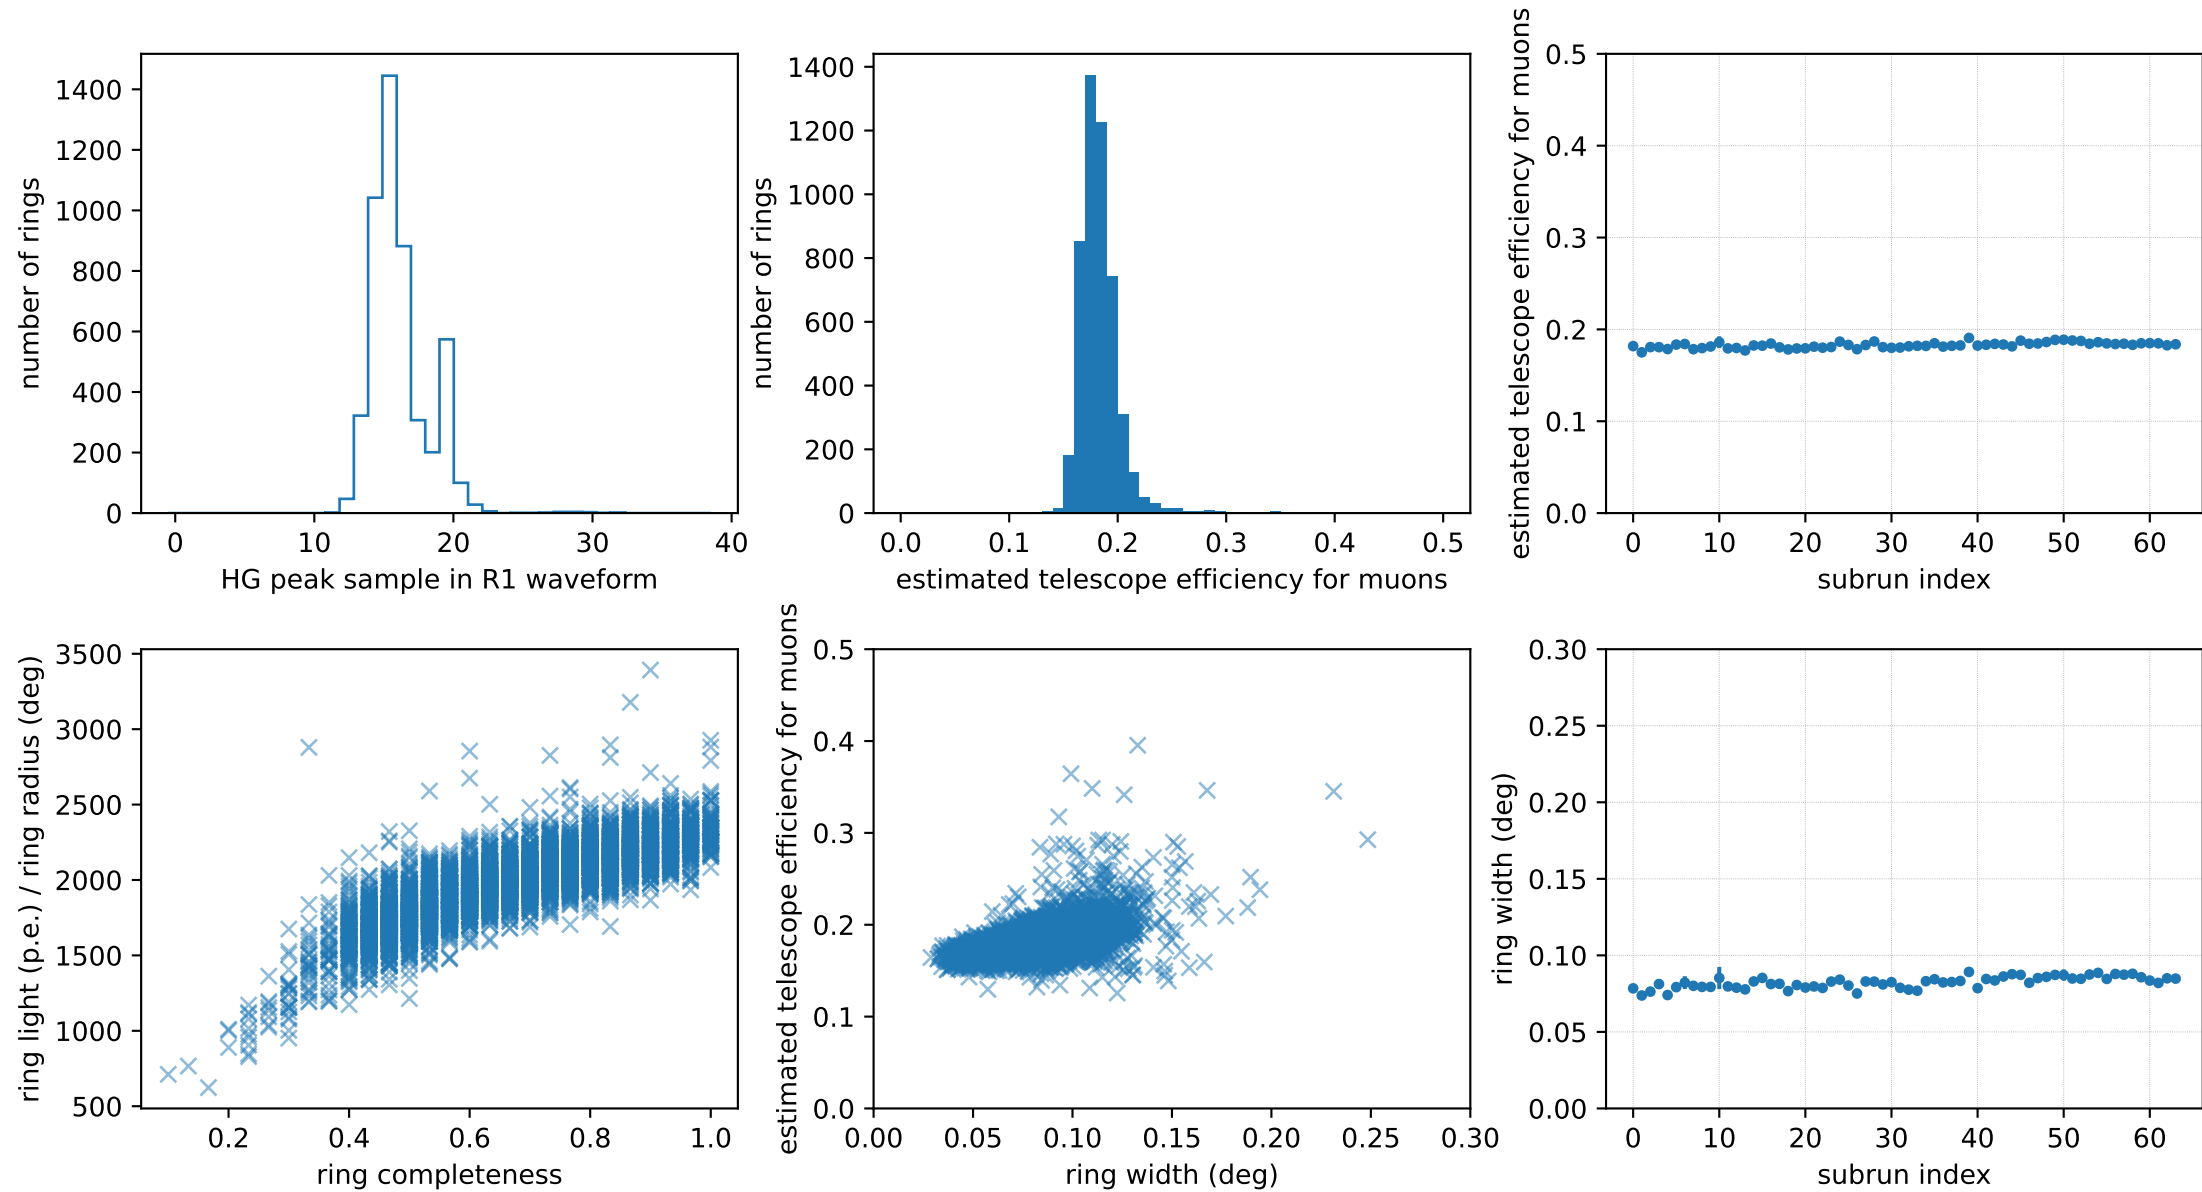 number of rings
1400
1200
1000
800
600
400
200
0
0 10 20 30 40
HG peak sample in R1 waveform
number of rings
1400
1200
1000
800
600
400
200
0
0.0 0.1 0.2 0.3 0.4 0.5
estimated telescope efficiency for muons
estimated telescope efficiency for muons
0.5
0.4
0.3
0.2
0.1
0.0
0 10 20 30 40 50 60
subrun index
ring light (p.e.) / ring radius (deg)
3500
3000
2500
2000
1500
1000
500
0.2 0.4 0.6 0.8 1.0
ring completeness
estimated telescope efficiency for muons
0.5
0.4
0.3
0.2
0.1
0.0
0.00 0.05 0.10 0.15 0.20 0.25 0.30
ring width (deg)
ring width (deg)
0.30
0.25
0.20
0.15
0.10
0.05
0.00
0 10 20 30 40 50 60
subrun index